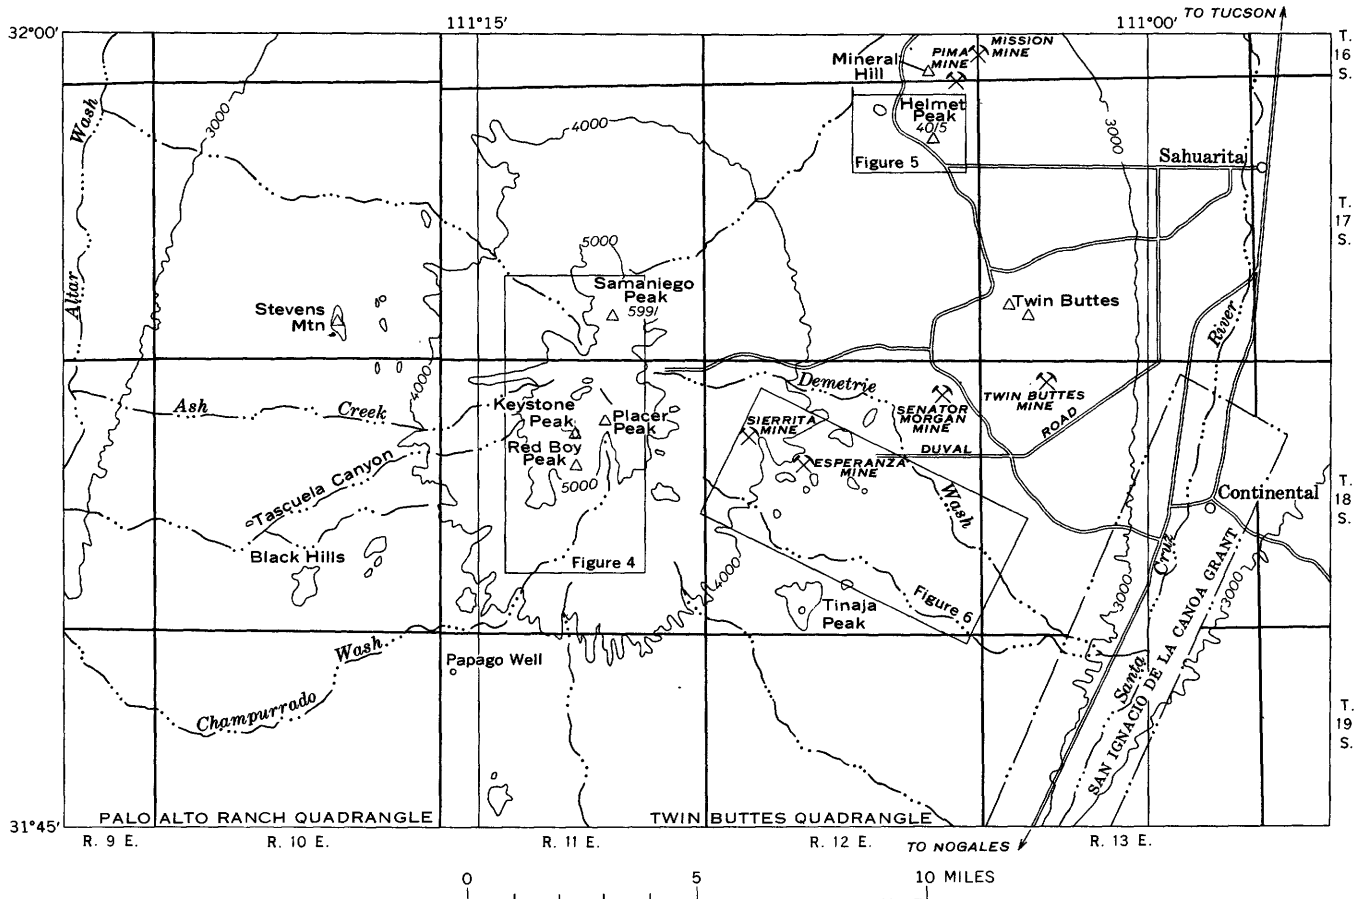 111°15′
111°00′
TO TUCSON
32°00′
T.
16
S.
MISSION
MINE
PIMA
MINE
Mineral
Hill
Helmet
Peak
4015
Figure 5
Wash
3000
4000
3000
Sahuarita
T.
17
S.
5000
Samaniego
Peak
5991
Altar
Stevens
Mtn
Twin Buttes
River
4000
Demetrie
Ash
Creek
Keystone
Peak
Placer
Peak
Red Boy
Peak
5000
SIERRITA
MINE
SENATOR
MORGAN
MINE
TWIN BUTTES
MINE
DUVAL
ROAD
ESPERANZA
MINE
Tascuela Canyon
Wash
Continental
T.
18
S.
Black Hills
Figure 4
4000
Cruz
3000
3000
Figure 6
Tinaja
Peak
Wash
Papago Well
Champurrado
Santa
SAN IGNACIO DE LA CANOA GRANT
T.
19
S.
31°45′
PALO ALTO RANCH QUADRANGLE
TWIN BUTTES QUADRANGLE
R. 9 E.
R. 10 E.
R. 11 E.
R. 12 E.
TO NOGALES
R. 13 E.
0
5
10 MILES